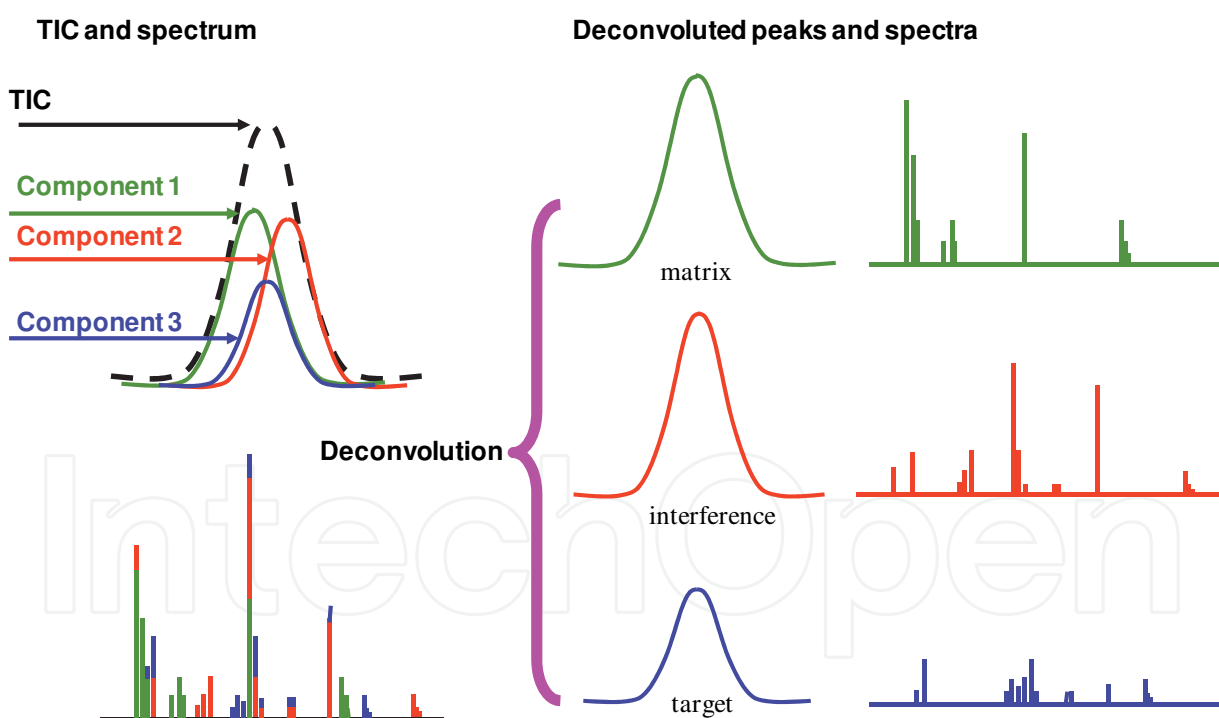 TIC and spectrum
Deconvoluted peaks and spectra
TIC
Component 1
Component 2
Component 3
matrix
Deconvolution
interference
target
IntechOpen